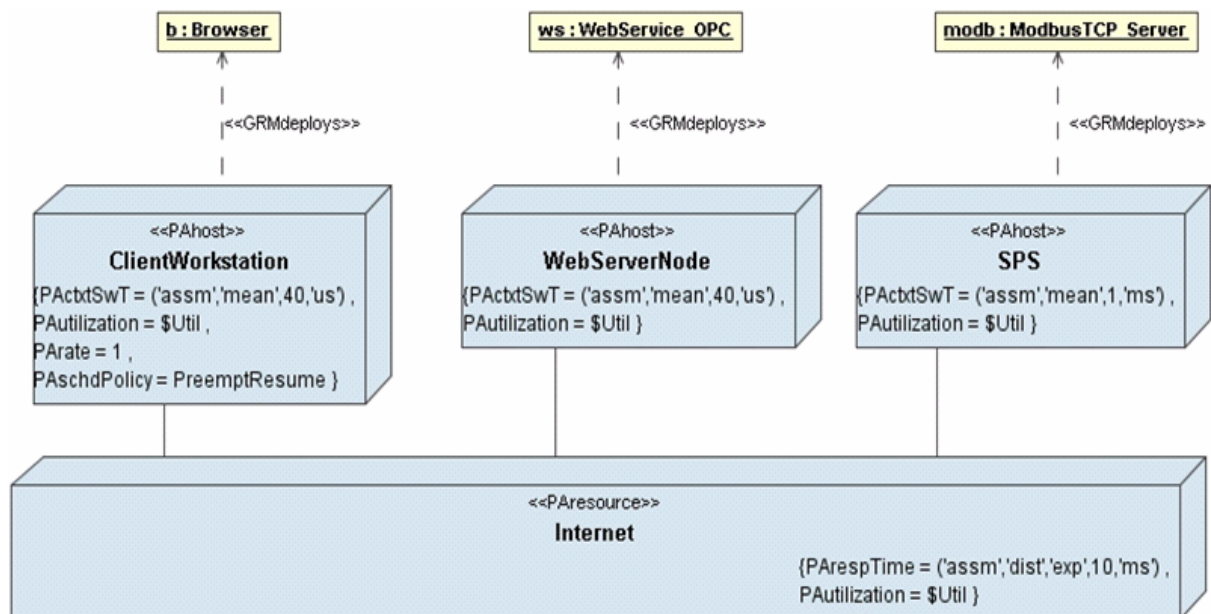 b : Browser
ws : WebService_OPC
modb : ModbusTCP_Server
<<GRMdeploys>>
<<GRMdeploys>>
<<GRMdeploys>>
<<PAhost>>
ClientWorkstation
{PActxtSwT = ('assm','mean',40,'us') ,
PAutilization = $Util ,
PArate = 1 ,
PAschdPolicy = PreemptResume }
<<PAhost>>
WebServerNode
{PActxtSwT = ('assm','mean',40,'us') ,
PAutilization = $Util }
<<PAhost>>
SPS
{PActxtSwT = ('assm','mean',1,'ms') ,
PAutilization = $Util }
<<PAresource>>
Internet
{PArespTime = ('assm','dist','exp',10,'ms') ,
PAutilization = $Util }